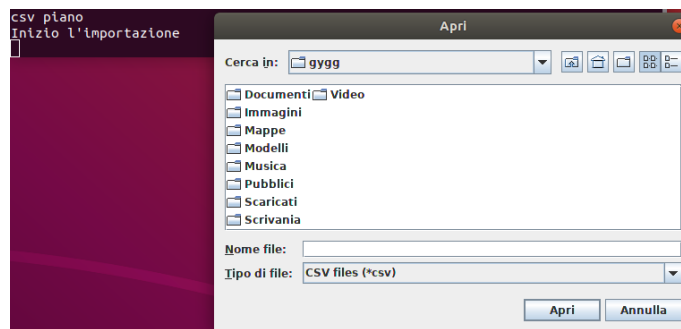 csv piano
Inizio l'importazione
Apri
Cerca in: gygg
Documenti Video
Immagini
Mappe
Modelli
Musica
Pubblici
Scaricati
Scrivania
Nome file:
Tipo di file: CSV files (*csv)
Apri Annulla